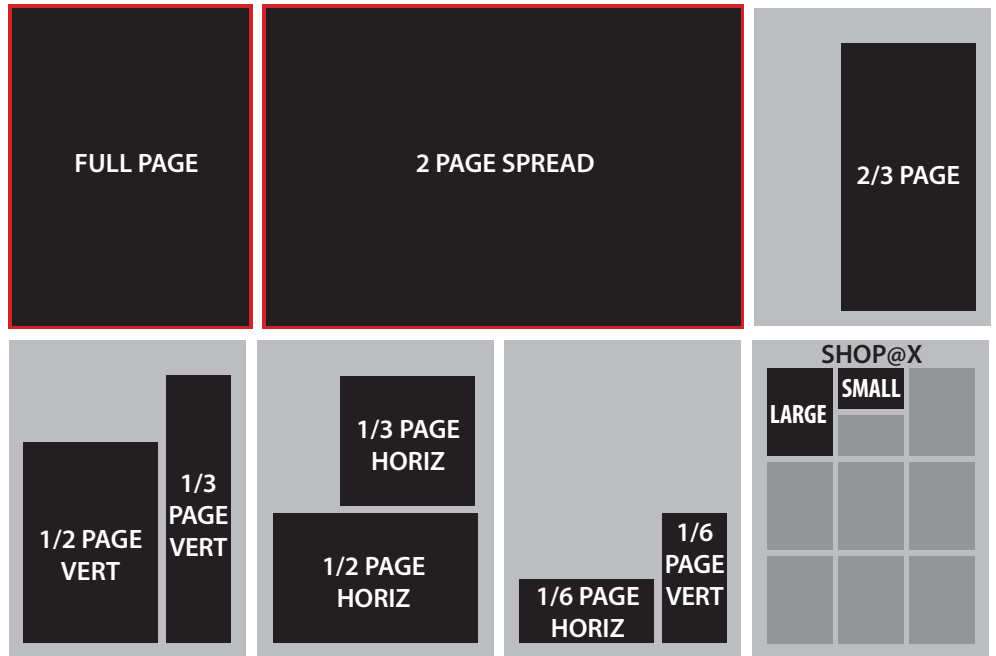 FULL PAGE
2 PAGE SPREAD
2/3 PAGE
1/2 PAGE
VERT
1/3
PAGE
VERT
1/3 PAGE
HORIZ
1/2 PAGE
HORIZ
1/6 PAGE
HORIZ
1/6
PAGE
VERT
SHOP@X
LARGE
SMALL